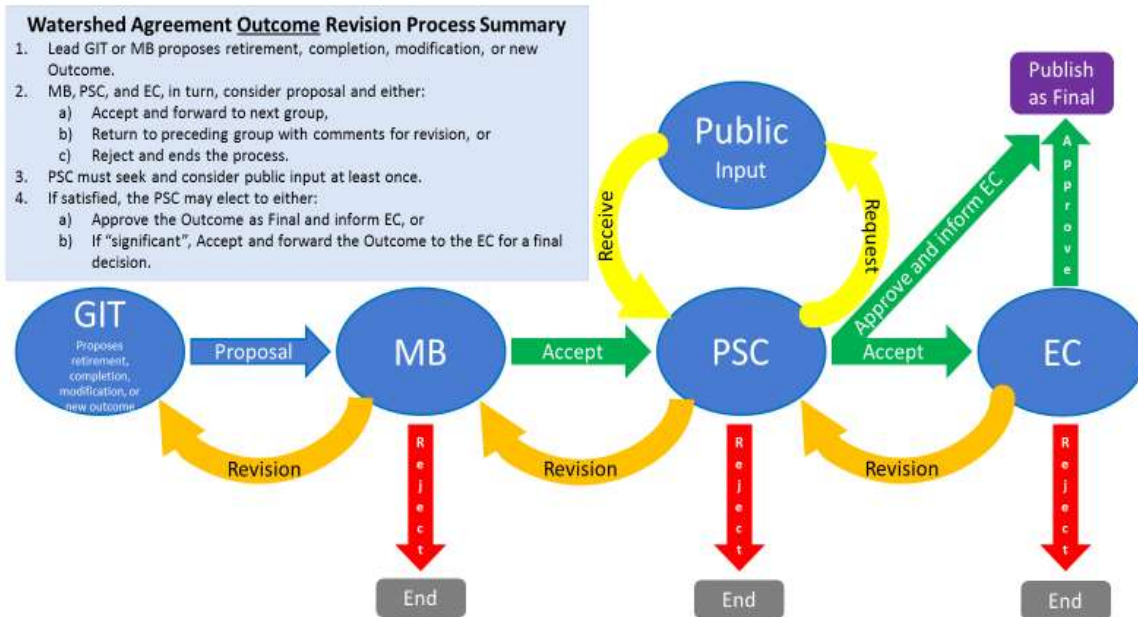 Watershed Agreement Outcome Revision Process Summary
1. Lead GIT or MB proposes retirement, completion, modification, or new
Outcome.
2. MB, PSC, and EC, in turn, consider proposal and either:
a) Accept and forward to next group,
b) Return to preceding group with comments for revision, or
c) Reject and ends the process.
3. PSC must seek and consider public input at least once.
4. If satisfied, the PSC may elect to either:
a) Approve the Outcome as Final and inform EC, or
b) If “significant”, Accept and forward the Outcome to the EC for a final
decision.
Publish
as Final
Public
Input
Receive
Request
Approve and inform EC
Approve
GIT
Proposes
retirement,
completion,
modification, or
new outcome
Proposal
MB
Accept
PSC
Accept
EC
Revision
Revision
Revision
Reject
Reject
Reject
End
End
End